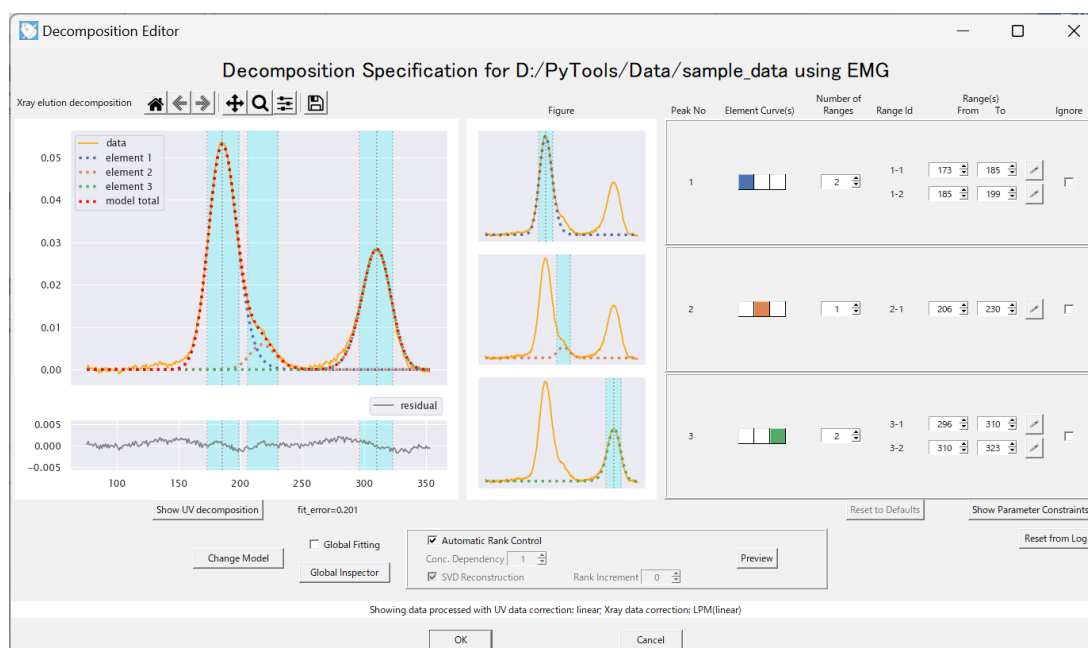 Decomposition Editor
Decomposition Specification for D:/PyTools/Data/sample_data using EMG
Xray elution decomposition
Figure
Peak No
Element Curve(s)
Number of Ranges
Range Id
Range(s)
From To
Ignore
data
element 1
element 2
element 3
model total
0.05
0.04
0.03
0.02
0.01
0.00
residual
0.005
0.000
−0.005
100 150 200 250 300 350
1 2 1-1 173 185
1-2 185 199
2 1 2-1 206 230
3 2 3-1 296 310
3-2 310 323
Show UV decomposition fit_error=0.201
Reset to Defaults Show Parameter Constraints
Reset from Log
Change Model
Global Fitting
Global Inspector
Automatic Rank Control
Conc. Dependency 1
SVD Reconstruction Rank Increment 0
Preview
Showing data processed with UV data correction: linear; Xray data correction: LPM(linear)
OK Cancel